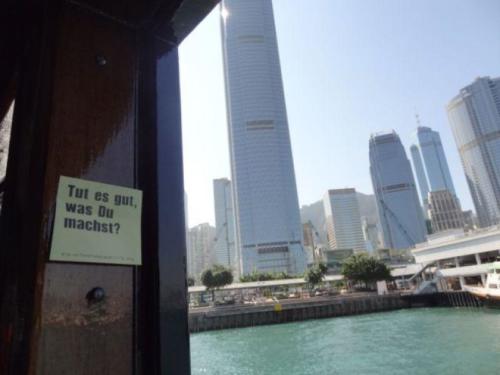 Tut es gut,
was Du
machst?